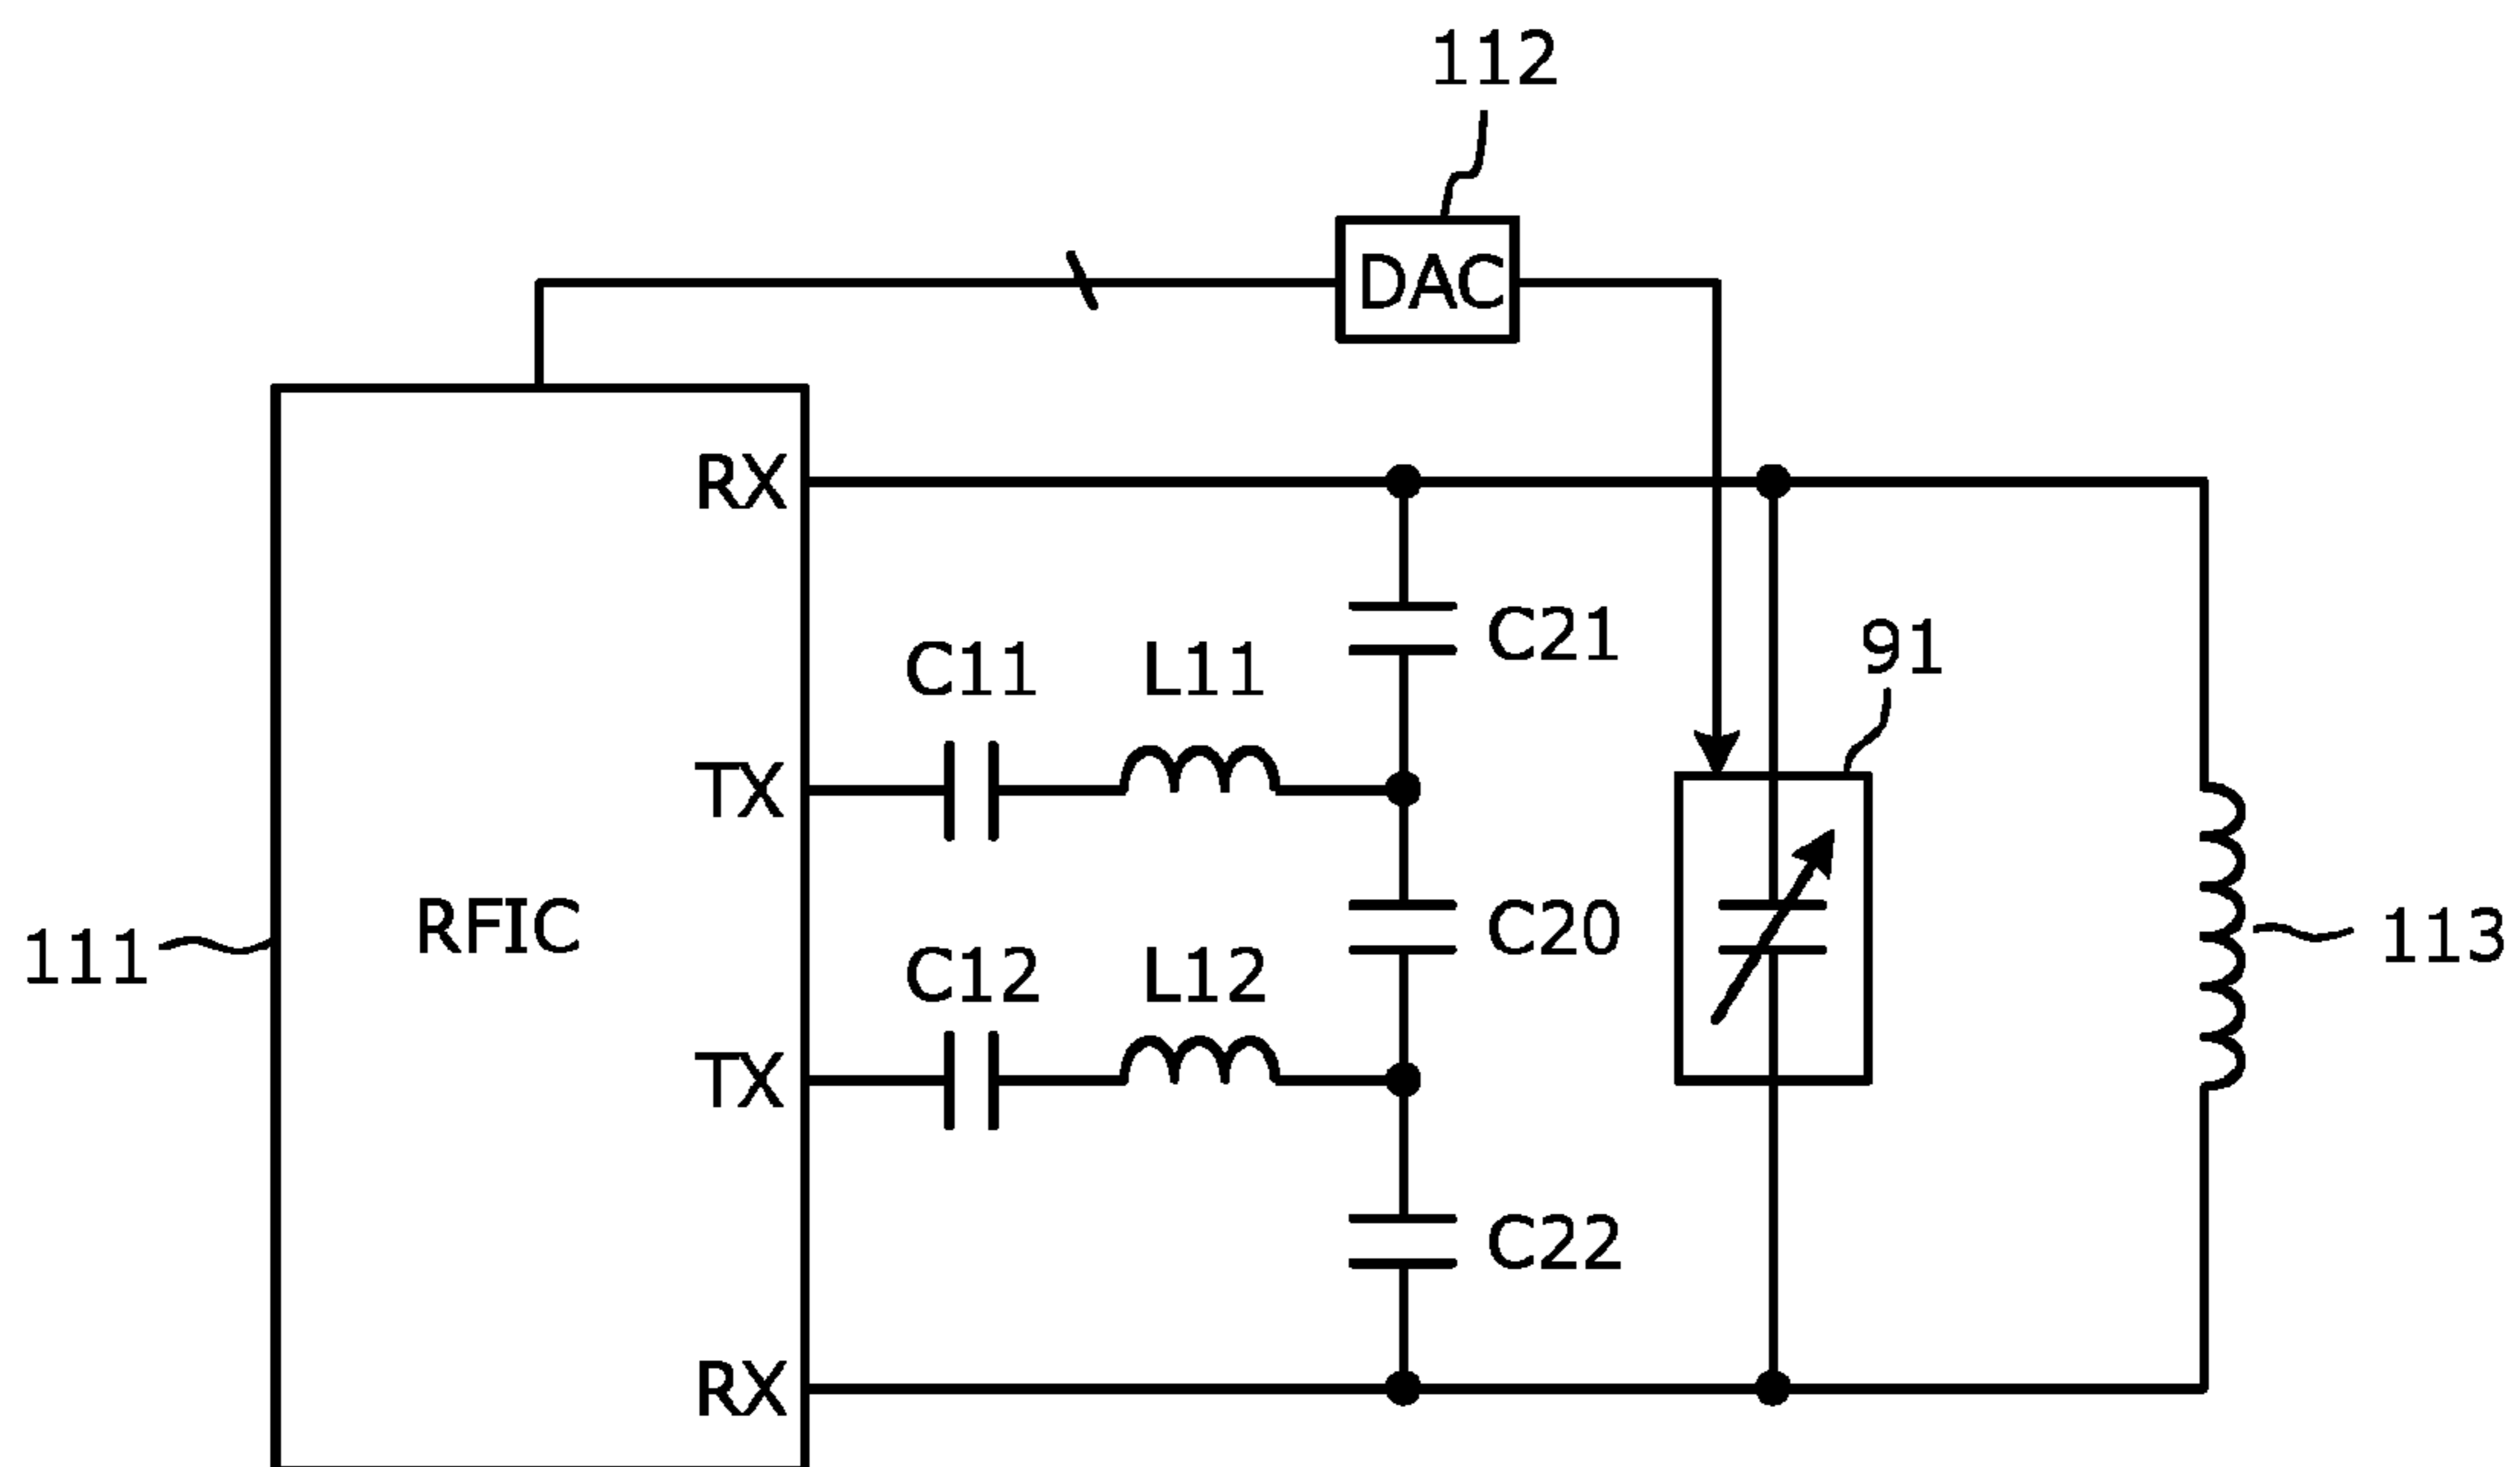 112
DAC
RX
C21
91
C11 L11
TX
RFIC
C20
111
113
C12 L12
TX
C22
RX